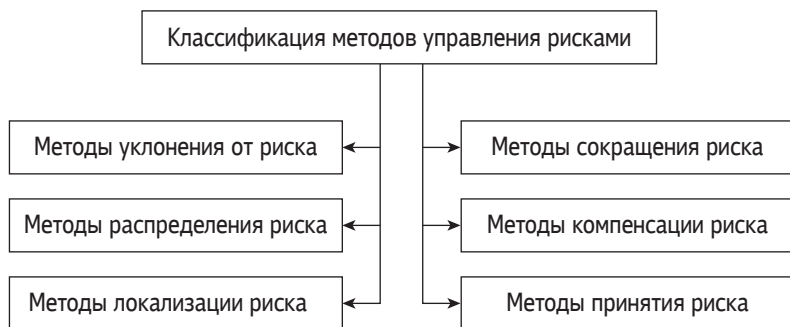 Классификация методов управления рисками
Методы уклонения от риска
Методы сокращения риска
Методы распределения риска
Методы компенсации риска
Методы локализации риска
Методы принятия риска